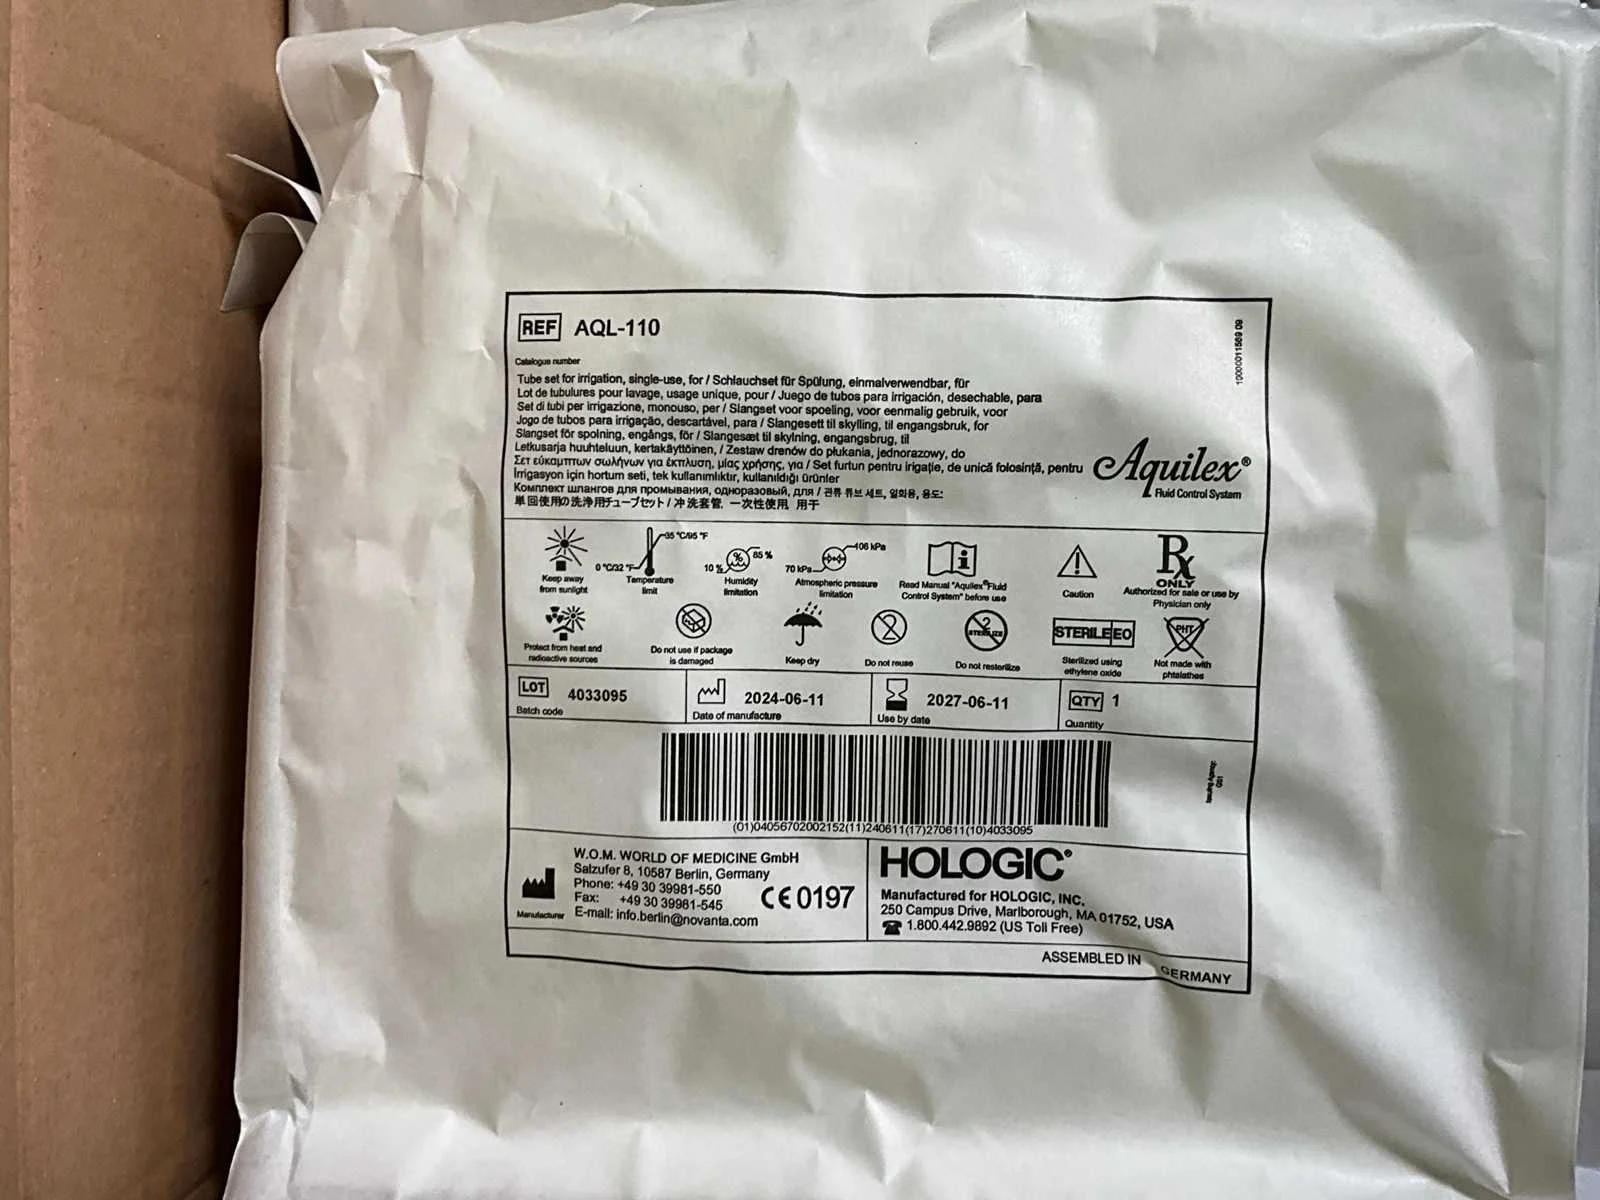 REF AQL-110
Catalogue number
10000011569 09
Tube set for irrigation, single-use, for / Schlauchset für Spülung, einmalverwendbar, für
Lot de tubulures pour lavage, usage unique, pour / Juego de tubos para irrigación, desechable, para
Set di tubi per irrigazione, monouso, per / Slangset voor spoeling, voor eenmalig gebruik, voor
Jogo de tubos para irrigação, descartável, para / Slangesett til skylling, til engangsbruk, for
Slangset för spolning, engångs, för / Slangesæt til skylning, engangsbrug, til
Letkusarja huuhteluun, kertakäyttöinen, / Zestaw drenów do płukania, jednorazowy, do
Σετ εύκαμπτων σωλήνων για έκπλυση, μίας χρήσης, για / Set furtun pentru irigație, de unică folosință, pentru
İrrigasyon için hortum seti, tek kullanımlıktır, kullanıldığı ürünler
Комплект шлангов для промывания, одноразовый, для / 관류 튜브 세트, 일회용, 용도:
単回使用の洗浄用チューブセット / 冲洗套管, 一次性使用, 用于
Aquilex®
Fluid Control System
Keep away
from sunlight
0 °C/32 °F
35 °C/95 °F
Temperature
limit
10 %
%
85 %
Humidity
limitation
70 kPa
106 kPa
Atmospheric pressure
limitation
Read Manual "Aquilex® Fluid
Control System" before use
Caution
Rx
ONLY
Authorized for sale or use by
Physician only
Protect from heat and
radioactive sources
Do not use if package
is damaged
Keep dry
2
Do not reuse
2
STERILIZE
Do not resterilize
STERILE EO
Sterilized using
ethylene oxide
PHT
Not made with
phtalathes
LOT 4033095
Batch code
2024-06-11
Date of manufacture
2027-06-11
Use by date
QTY 1
Quantity
(01)04056702002152(11)240611(17)270611(10)4033095
W.O.M. WORLD OF MEDICINE GmbH
Salzufer 8, 10587 Berlin, Germany
Phone: +49 30 39981-550
Fax: +49 30 39981-545
E-mail: info.berlin@novanta.com
Manufacturer
CE 0197
HOLOGIC®
Manufactured for HOLOGIC, INC.
250 Campus Drive, Marlborough, MA 01752, USA
1.800.442.9892 (US Toll Free)
ASSEMBLED IN GERMANY